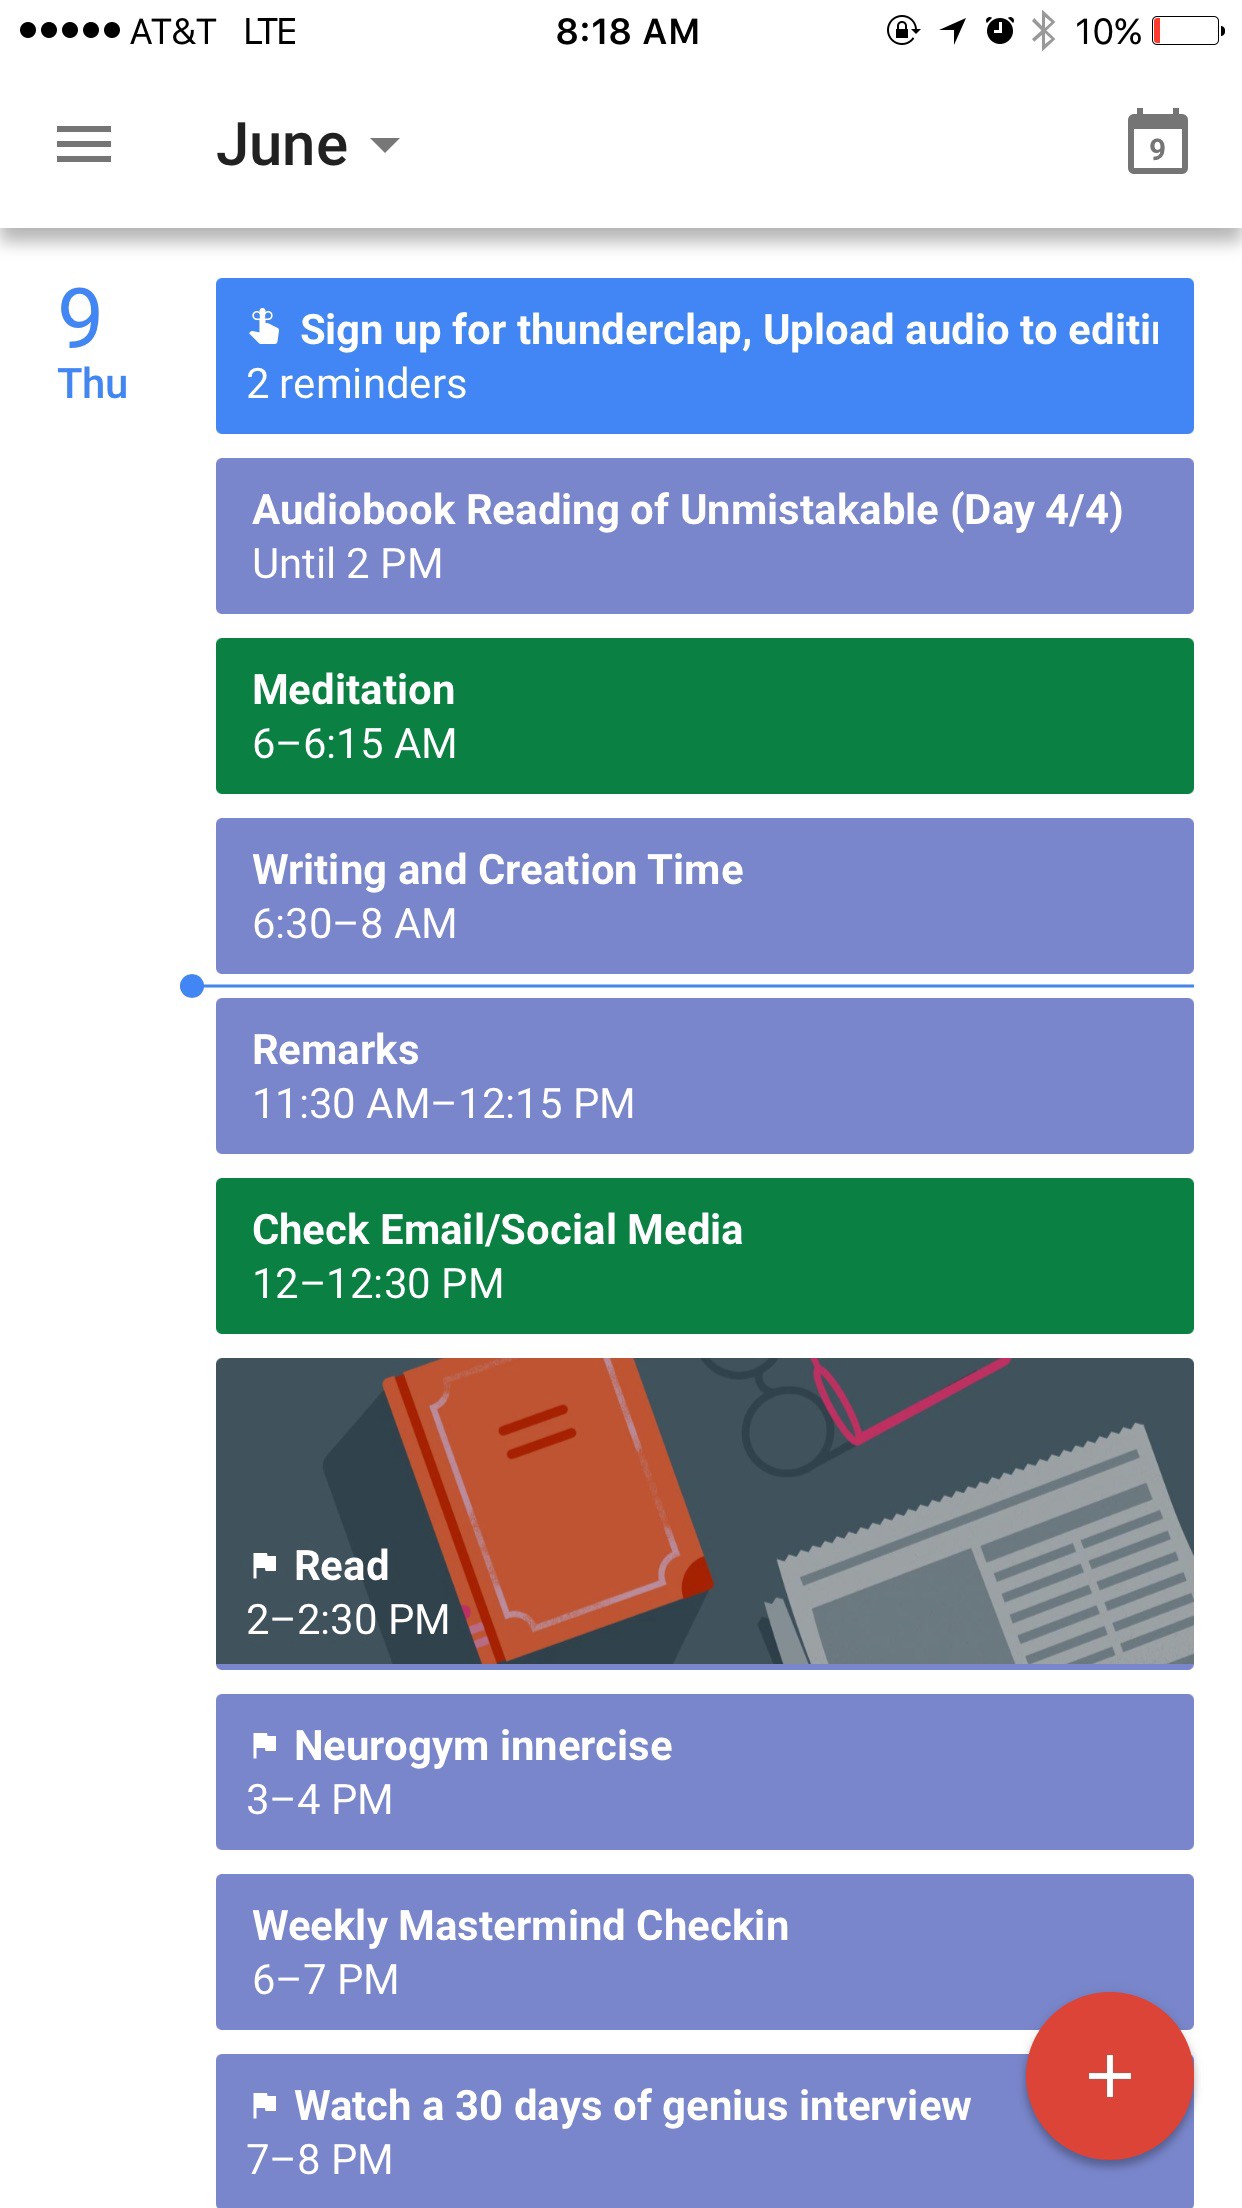 AT&T LTE 8:18 AM 10%
June 9
9
Thu
Sign up for thunderclap, Upload audio to editin
2 reminders
Audiobook Reading of Unmistakable (Day 4/4)
Until 2 PM
Meditation
6–6:15 AM
Writing and Creation Time
6:30–8 AM
Remarks
11:30 AM–12:15 PM
Check Email/Social Media
12–12:30 PM
Read
2–2:30 PM
Neurogym innercise
3–4 PM
Weekly Mastermind Checkin
6–7 PM
Watch a 30 days of genius interview
7–8 PM